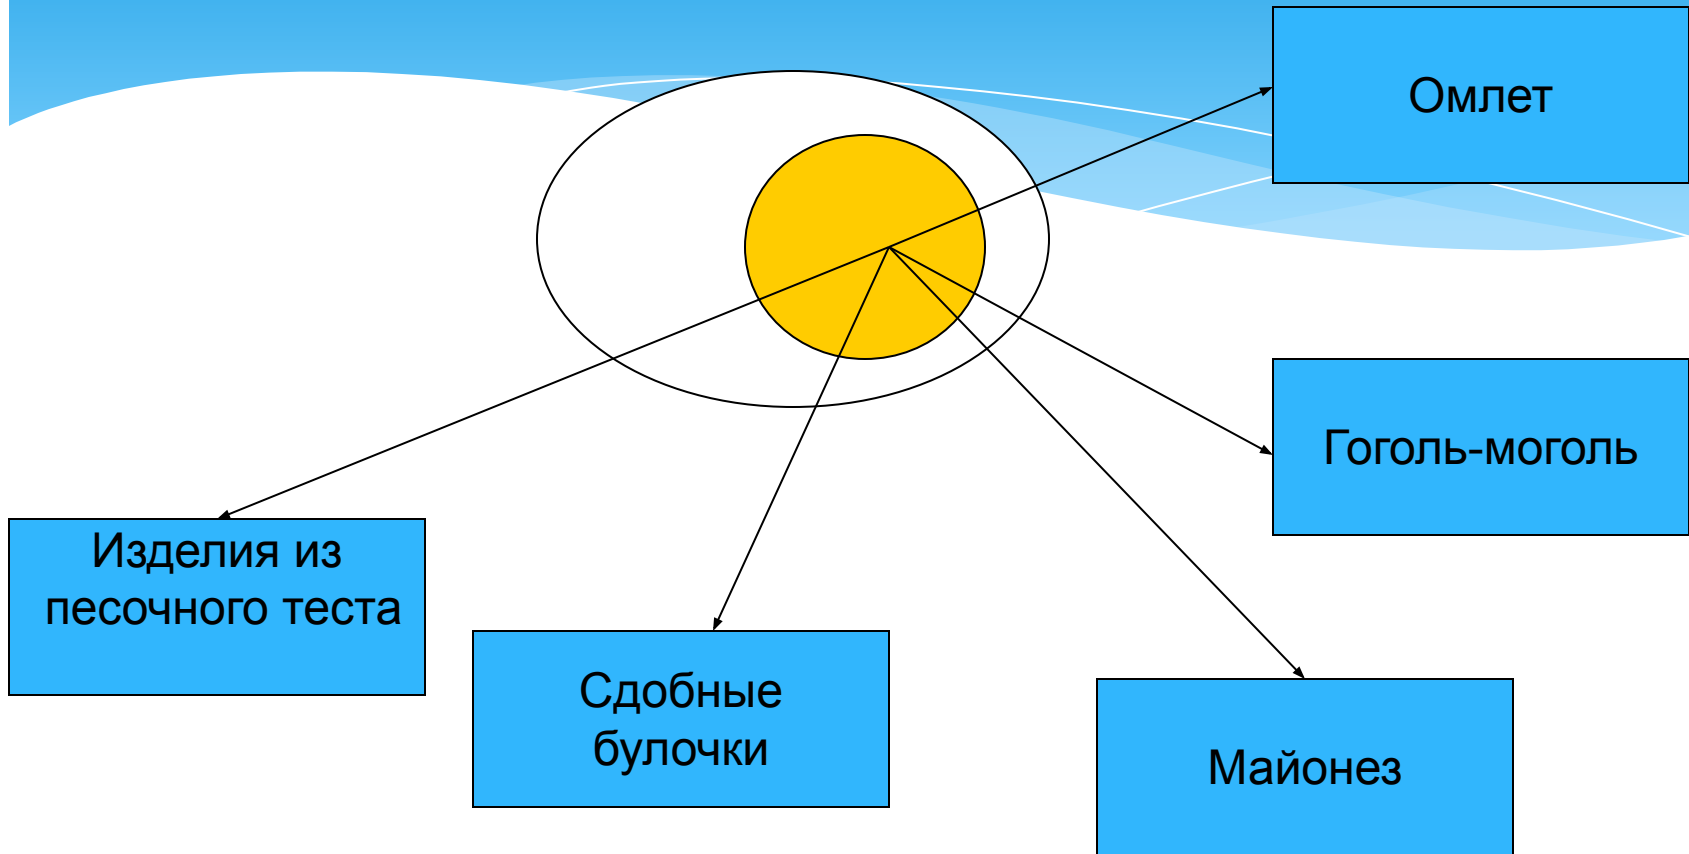 Омлет
Гоголь-моголь
Изделия из
песочного теста
Сдобные
булочки
Майонез